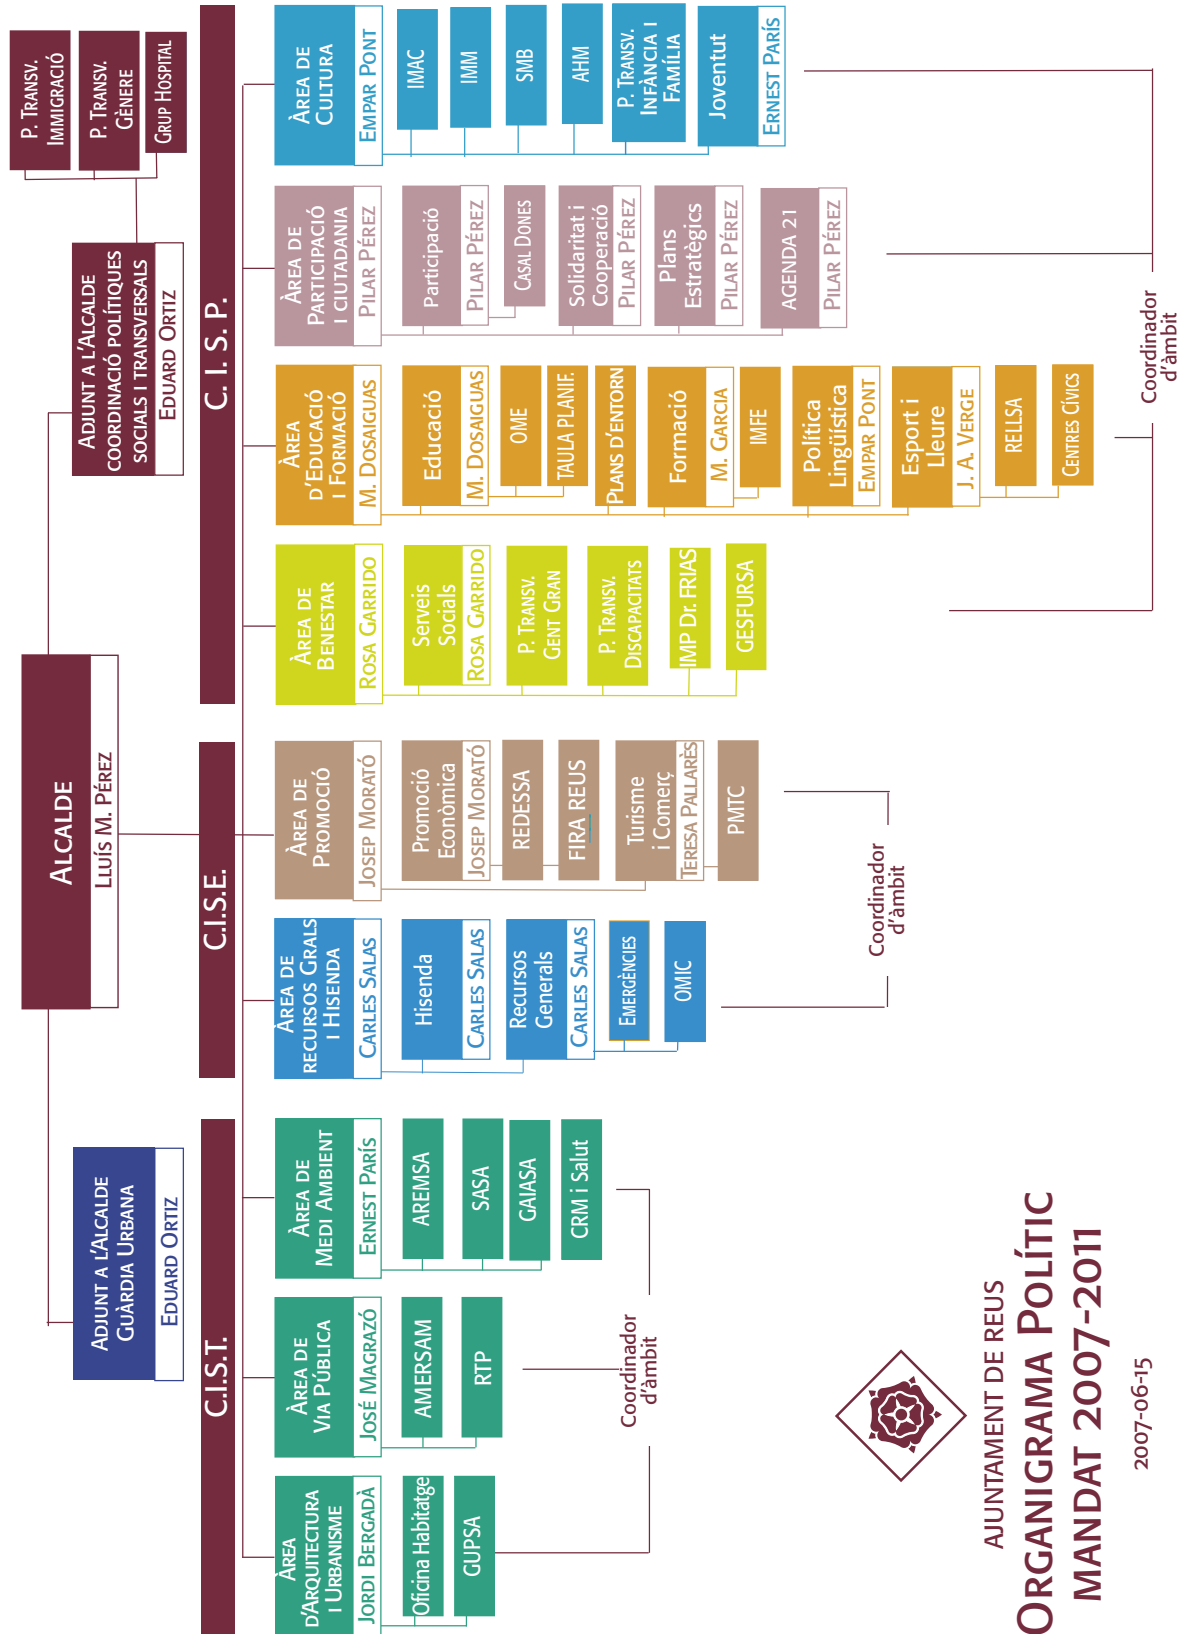 ALCALDE
LLUÍS M. PÉREZ
ADJUNT A L'ALCALDE
GUÀRDIA URBANA
EDUARD ORTIZ
ADJUNT A L'ALCALDE
COORDINACIÓ POLÍTIQUES
SOCIALS I TRANSVERSALS
EDUARD ORTIZ
P. TRANSV.
IMMIGRACIÓ
P. TRANSV.
GÈNERE
GRUP HOSPITAL
C.I.S.T.
C.I.S.E.
C. I. S. P.
ÀREA
D'ARQUITECTURA
I URBANISME
JORDI BERGADÀ
Oficina Habitatge
GUPSA
ÀREA DE
VIA PÚBLICA
JOSÉ MAGRAZÓ
AMERSAM
RTP
ÀREA DE
MEDI AMBIENT
ERNEST PARÍS
AREMSA
SASA
GAIASA
CRM i Salut
Coordinador
d'àmbit
ÀREA DE
RECURSOS GRALS
I HISENDA
CARLES SALAS
Hisenda
CARLES SALAS
Recursos
Generals
CARLES SALAS
EMERGÈNCIES
OMIC
ÀREA DE
PROMOCIÓ
JOSEP MORATÓ
Promoció
Econòmica
JOSEP MORATÓ
REDESSA
FIRA REUS
Turisme
i Comerç
TERESA PALLARÈS
PMTC
Coordinador
d'àmbit
ÀREA DE
BENESTAR
ROSA GARRIDO
Serveis
Socials
ROSA GARRIDO
P. TRANSV.
GENT GRAN
P. TRANSV.
DISCAPACITATS
IMP Dr. FRIAS
GESFURSA
ÀREA
D'EDUCACIÓ
I FORMACIÓ
M. DOSAIGUAS
Educació
M. DOSAIGUAS
OME
TAULA PLANIF.
PLANS D'ENTORN
Formació
M. GARCIA
IMFE
Política
Lingüística
EMPAR PONT
Esport i
Lleure
J. A. VERGE
RELLSA
CENTRES CÍVICS
ÀREA DE
PARTICIPACIÓ
I CIUTADANIA
PILAR PÉREZ
Participació
PILAR PÉREZ
CASAL DONES
Solidaritat i
Cooperació
PILAR PÉREZ
Plans
Estratègics
PILAR PÉREZ
AGENDA 21
PILAR PÉREZ
ÀREA DE
CULTURA
EMPAR PONT
IMAC
IMM
SMB
AHM
P. TRANSV.
INFÀNCIA I
FAMÍLIA
Joventut
ERNEST PARÍS
Coordinador
d'àmbit
AJUNTAMENT DE REUS
ORGANIGRAMA POLÍTIC
MANDAT 2007-2011
2007-06-15